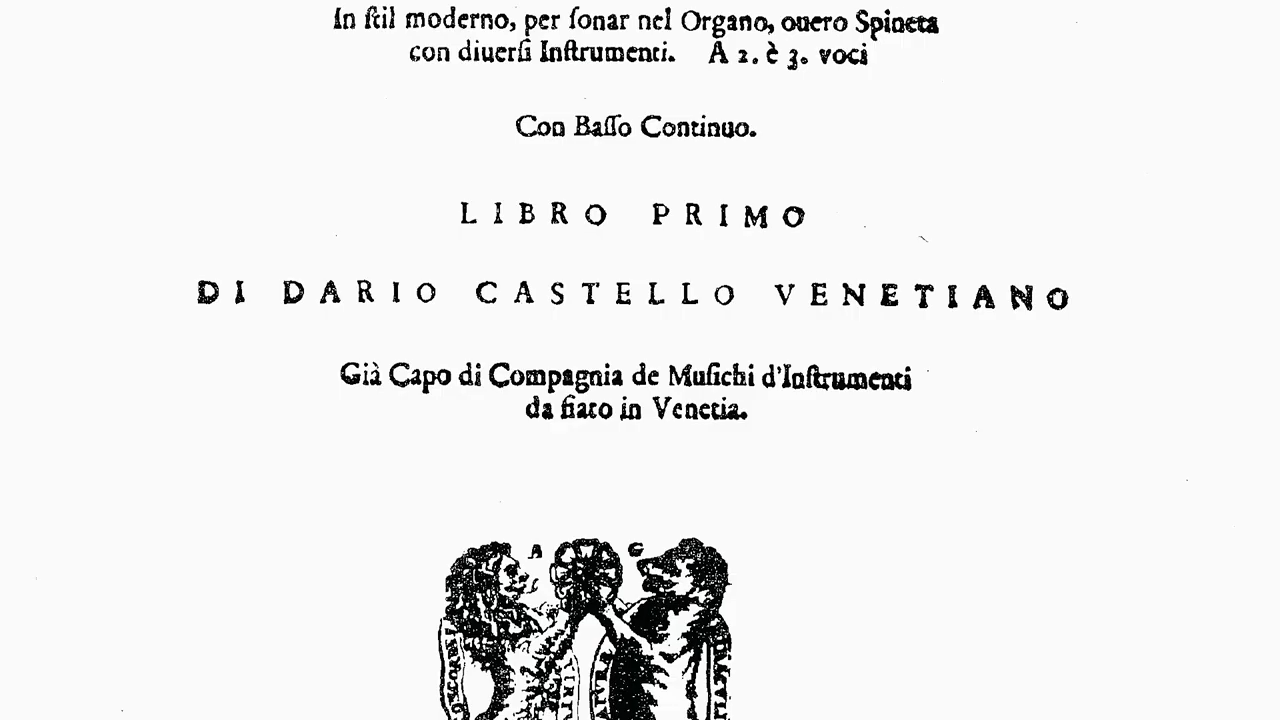 In ſtil moderno, per ſonar nel Organo, ouero Spineta
con diuerſi Inſtrumenti. A 2. è 3. voci
Con Baſſo Continuo.
LIBRO PRIMO
DI DARIO CASTELLO VENETIANO
Già Capo di Compagnia de Muſichi d'Inſtrumenti
da fiato in Venetia.
A G